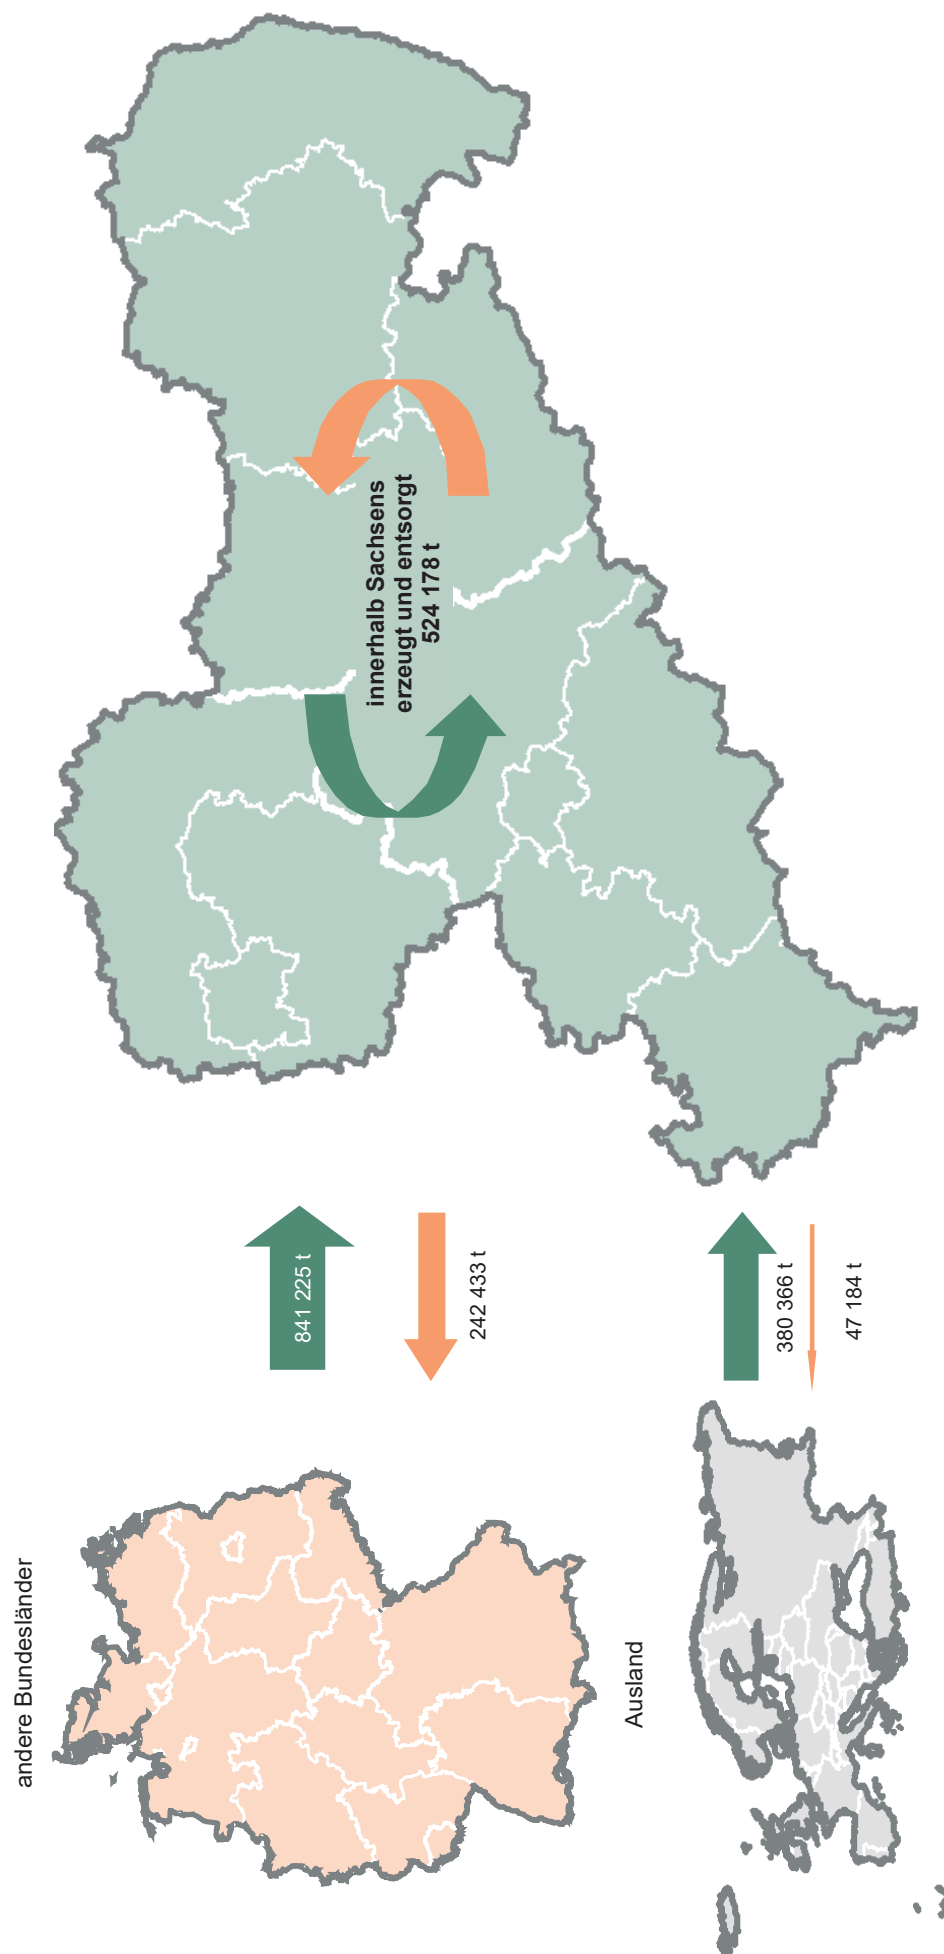 andere Bundesländer
841 225 t
242 433 t
innerhalb Sachsens
erzeugt und entsorgt
524 178 t
Ausland
380 366 t
47 184 t